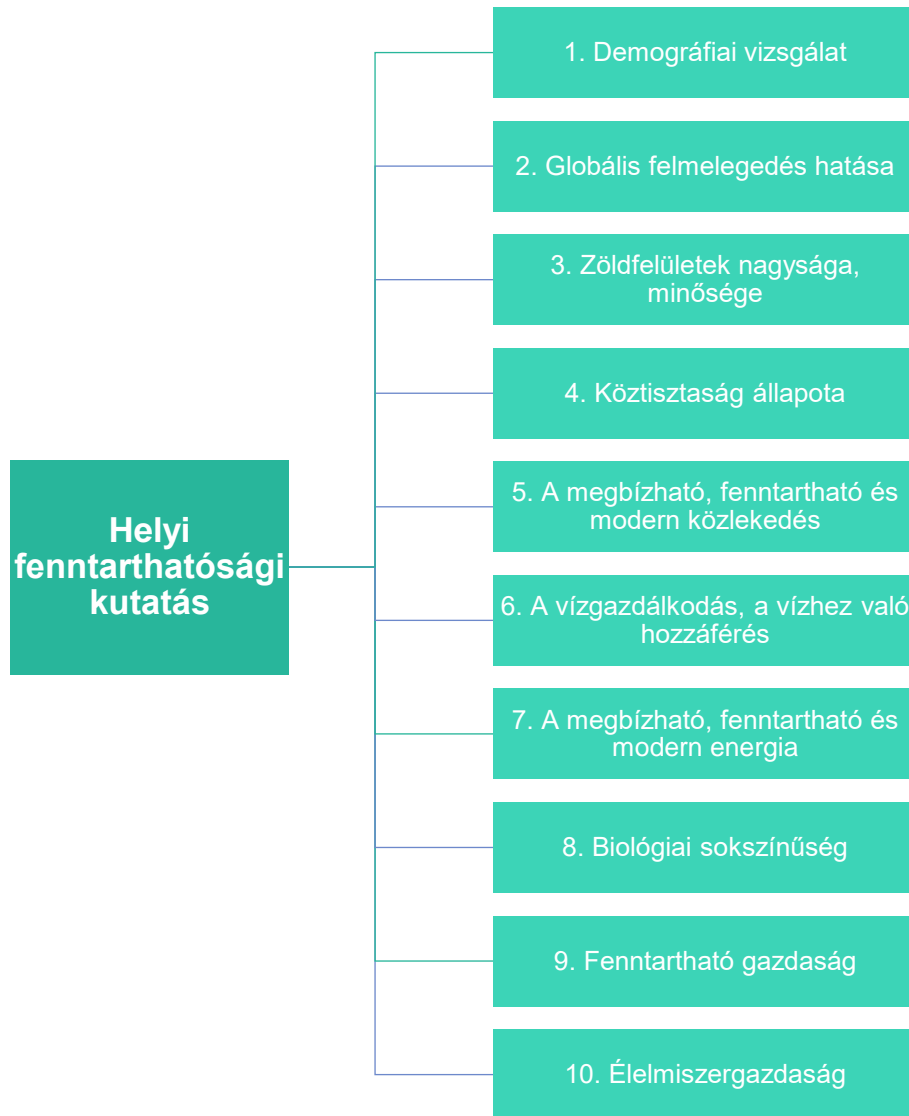 Helyi
fenntarthatósági
kutatás
1. Demográfiai vizsgálat
2. Globális felmelegedés hatása
3. Zöldfelületek nagysága,
minősége
4. Köztisztaság állapota
5. A megbízható, fenntartható és
modern közlekedés
6. A vízgazdálkodás, a vízhez való
hozzáférés
7. A megbízható, fenntartható és
modern energia
8. Biológiai sokszínűség
9. Fenntartható gazdaság
10. Élelmiszergazdaság